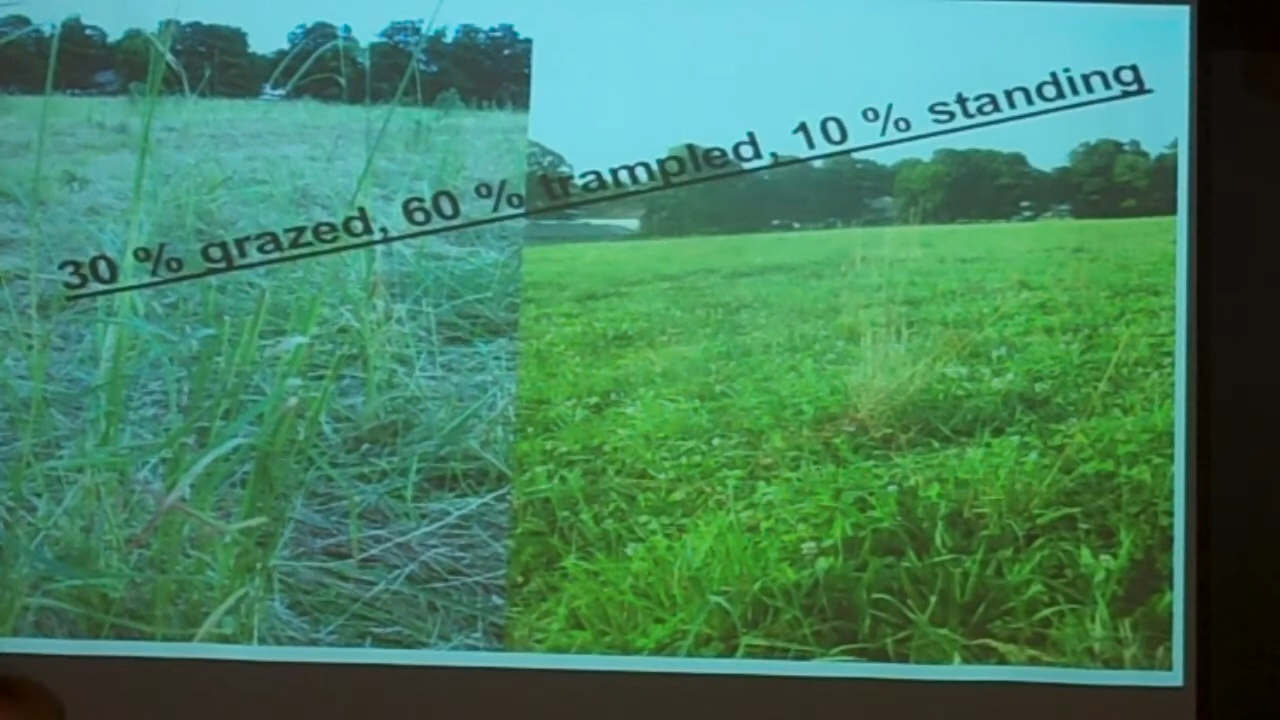 30 % grazed, 60 % trampled, 10 % standing